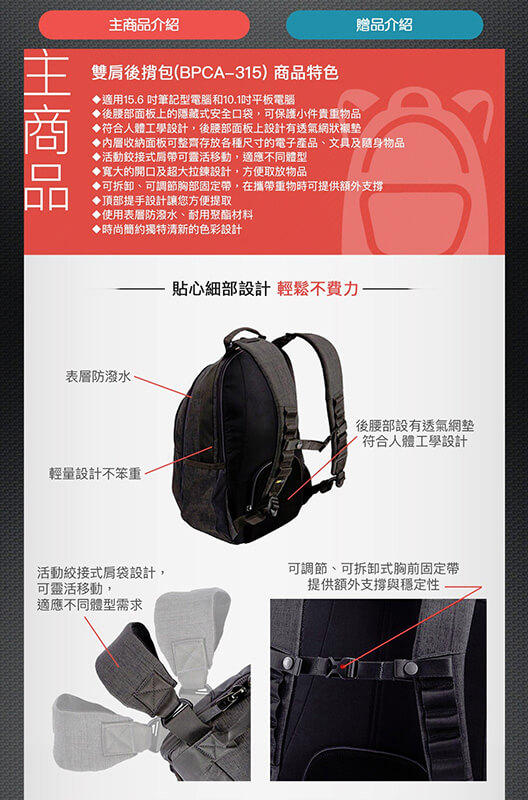 主商品介紹
贈品介紹
主商品
雙肩後揹包(BPCA-315) 商品特色
◆適用15.6 吋筆記型電腦和10.1吋平板電腦
◆後腰部面板上的隱藏式安全口袋，可保護小件貴重物品
◆符合人體工學設計，後腰部面板上設計有透氣網狀襯墊
◆內層收納面板可整齊存放各種尺寸的電子產品、文具及隨身物品
◆活動鉸接式肩帶可靈活移動，適應不同體型
◆寬大的開口及超大拉鍊設計，方便取放物品
◆可拆卸、可調節胸部固定帶，在攜帶重物時可提供額外支撐
◆頂部提手設計讓您方便提取
◆使用表層防潑水、耐用聚酯材料
◆時尚簡約獨特清新的色彩設計
貼心細部設計 輕鬆不費力
表層防潑水
後腰部設有透氣網墊
符合人體工學設計
輕量設計不笨重
活動絞接式肩袋設計，
可靈活移動，
適應不同體型需求
可調節、可拆卸式胸前固定帶
提供額外支撐與穩定性